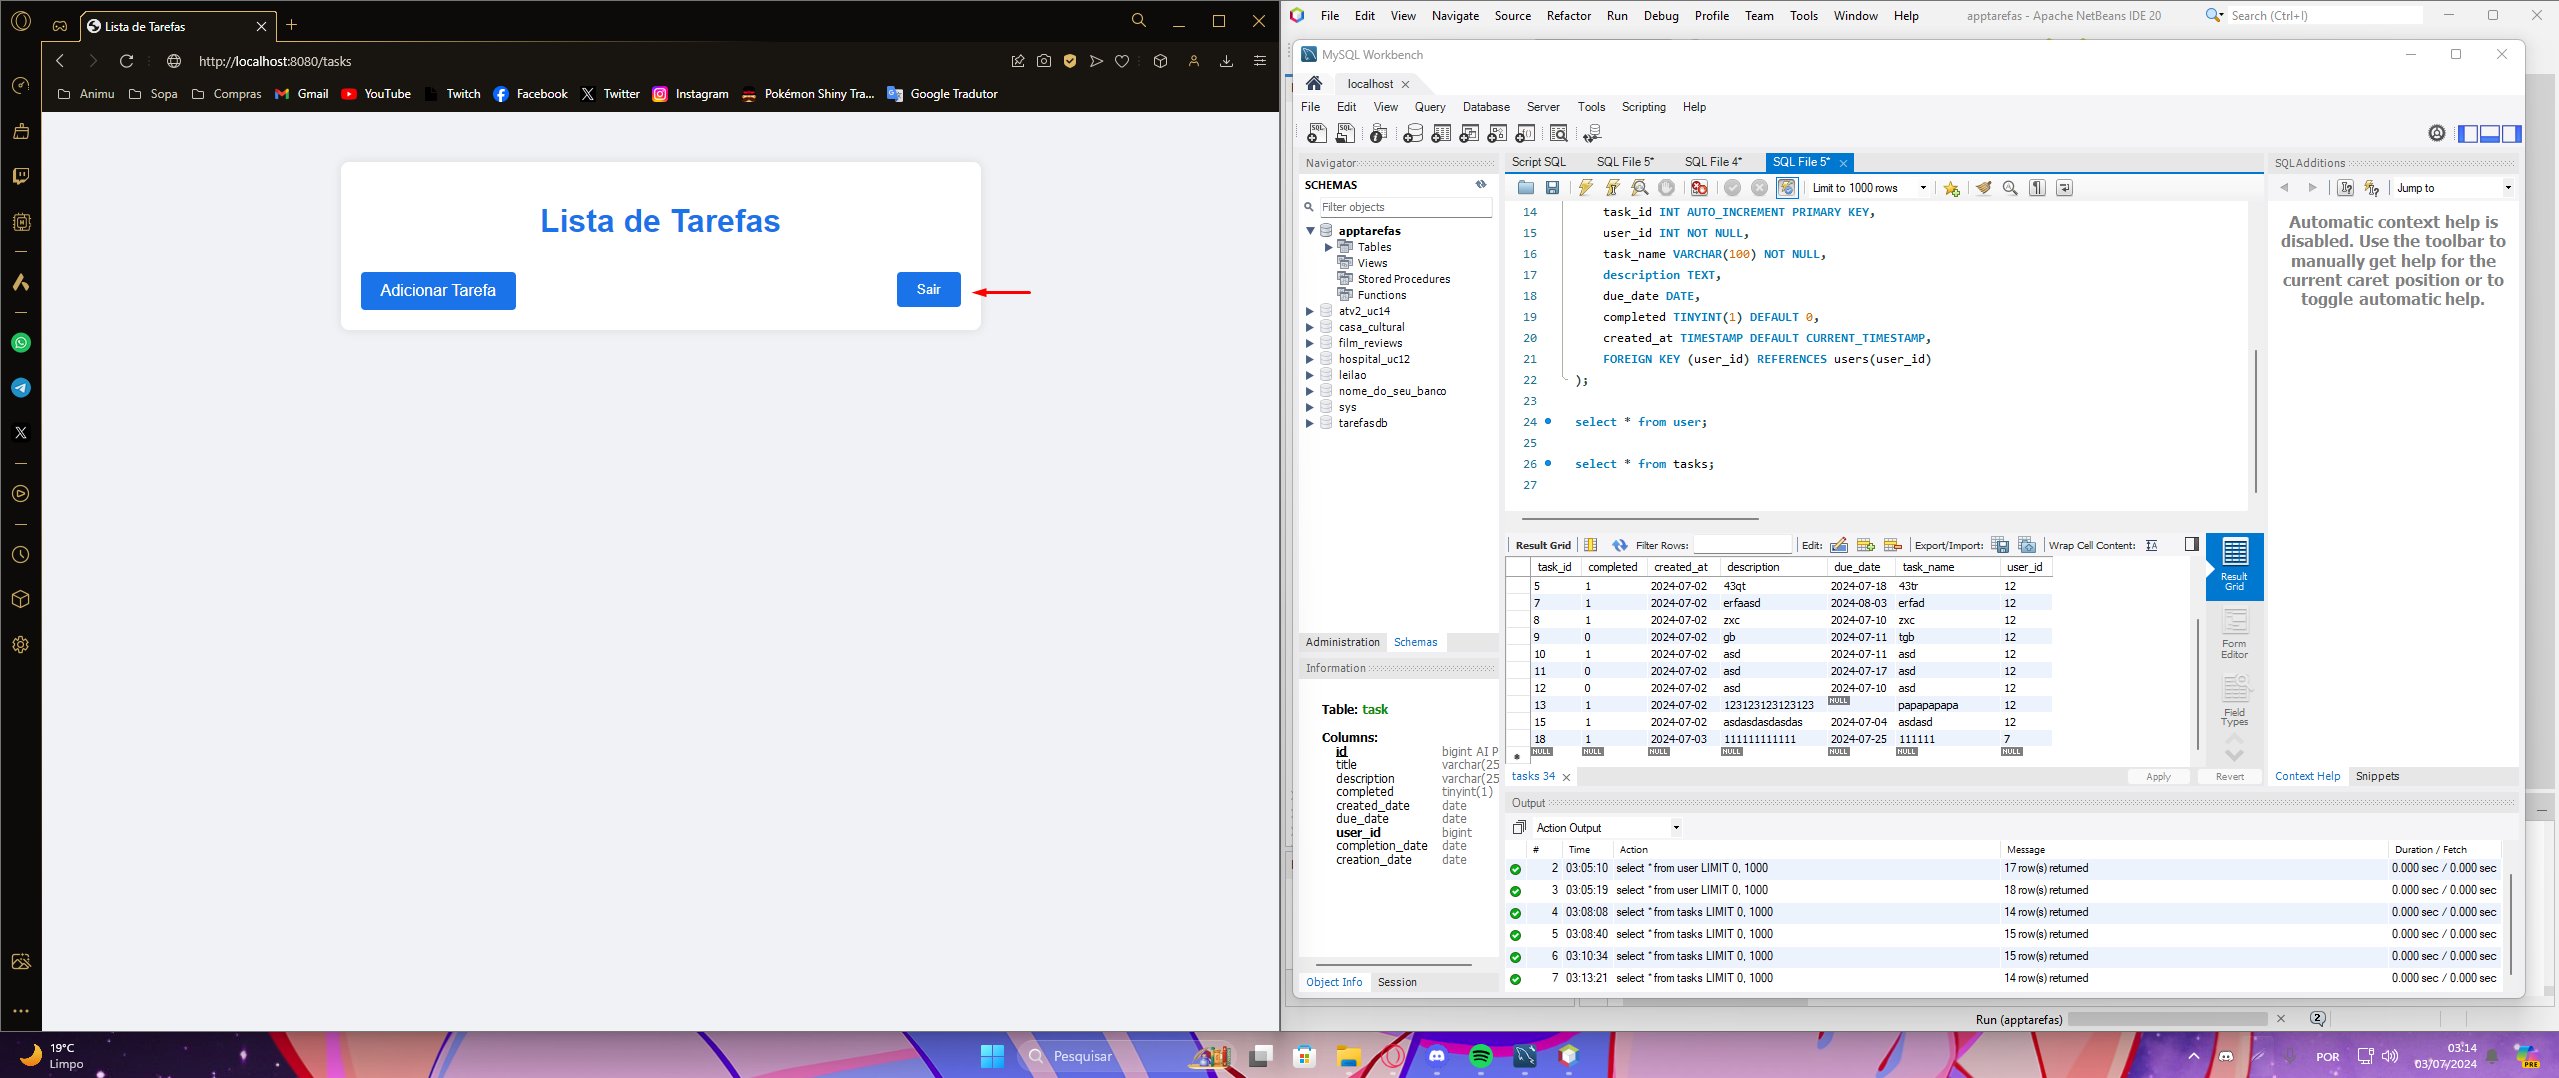 Lista de Tarefas
http://localhost:8080/tasks
Animu Sopa Compras Gmail YouTube Twitch Facebook Twitter Instagram Pokémon Shiny Tra... Google Tradutor
Lista de Tarefas
Adicionar Tarefa
Sair
File Edit View Navigate Source Refactor Run Debug Profile Team Tools Window Help apptarefas - Apache NetBeans IDE 20 Search (Ctrl+I)
MySQL Workbench
localhost
File Edit View Query Database Server Tools Scripting Help
Navigator
SCHEMAS
Filter objects
apptarefas
Tables
Views
Stored Procedures
Functions
atv2_uc14
casa_cultural
film_reviews
hospital_uc12
leilao
nome_do_seu_banco
sys
tarefasdb
Administration Schemas
Information
Table: task
Columns:
id bigint AI P
title varchar(25
description varchar(25
completed tinyint(1)
created_date date
due_date date
user_id bigint
completion_date date
creation_date date
Object Info Session
Script SQL SQL File 5* SQL File 4* SQL File 5*
Limit to 1000 rows
14 task_id INT AUTO_INCREMENT PRIMARY KEY,
15 user_id INT NOT NULL,
16 task_name VARCHAR(100) NOT NULL,
17 description TEXT,
18 due_date DATE,
19 completed TINYINT(1) DEFAULT 0,
20 created_at TIMESTAMP DEFAULT CURRENT_TIMESTAMP,
21 FOREIGN KEY (user_id) REFERENCES users(user_id)
22 );
23
24 select * from user;
25
26 select * from tasks;
27
Result Grid Filter Rows: Edit: Export/Import: Wrap Cell Content:
task_id completed created_at description due_date task_name user_id
5 1 2024-07-02 43qt 2024-07-18 43tr 12
7 1 2024-07-02 erfaasd 2024-08-03 erfad 12
8 1 2024-07-02 zxc 2024-07-10 zxc 12
9 0 2024-07-02 gb 2024-07-11 tgb 12
10 1 2024-07-02 asd 2024-07-11 asd 12
11 0 2024-07-02 asd 2024-07-17 asd 12
12 0 2024-07-02 asd 2024-07-10 asd 12
13 1 2024-07-02 123123123123123 NULL papapapapa 12
15 1 2024-07-02 asdasdasdasdas 2024-07-04 asdasd 12
18 1 2024-07-03 111111111111 2024-07-25 111111 7
NULL NULL NULL NULL NULL NULL NULL
Result Grid
Form Editor
Field Types
tasks 34 Apply Revert
Output
Action Output
# Time Action Message Duration / Fetch
2 03:05:10 select * from user LIMIT 0, 1000 17 row(s) returned 0.000 sec / 0.000 sec
3 03:05:19 select * from user LIMIT 0, 1000 18 row(s) returned 0.000 sec / 0.000 sec
4 03:08:08 select * from tasks LIMIT 0, 1000 14 row(s) returned 0.000 sec / 0.000 sec
5 03:08:40 select * from tasks LIMIT 0, 1000 15 row(s) returned 0.000 sec / 0.000 sec
6 03:10:34 select * from tasks LIMIT 0, 1000 15 row(s) returned 0.000 sec / 0.000 sec
7 03:13:21 select * from tasks LIMIT 0, 1000 14 row(s) returned 0.000 sec / 0.000 sec
SQLAdditions
Jump to
Automatic context help is
disabled. Use the toolbar to
manually get help for the
current caret position or to
toggle automatic help.
Context Help Snippets
Run (apptarefas) 2
19°C
Limpo
Pesquisar
POR
03:14
03/07/2024
PRE